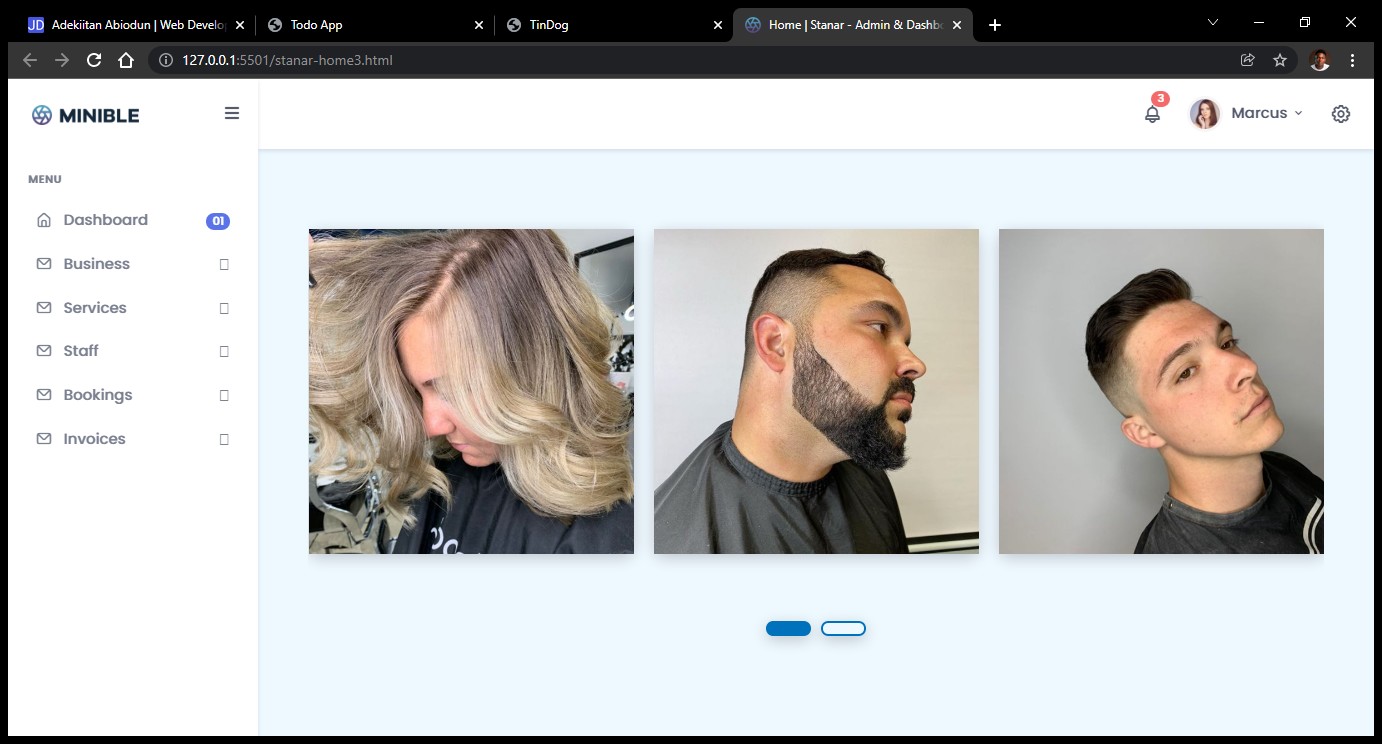 JD Adekiitan Abiodun | Web Develo
Todo App
TinDog
Home | Stanar - Admin & Dashb
127.0.0.1:5501/stanar-home3.html
MINIBLE
3
Marcus
MENU
Dashboard 01
Business
Services
Staff
Bookings
Invoices